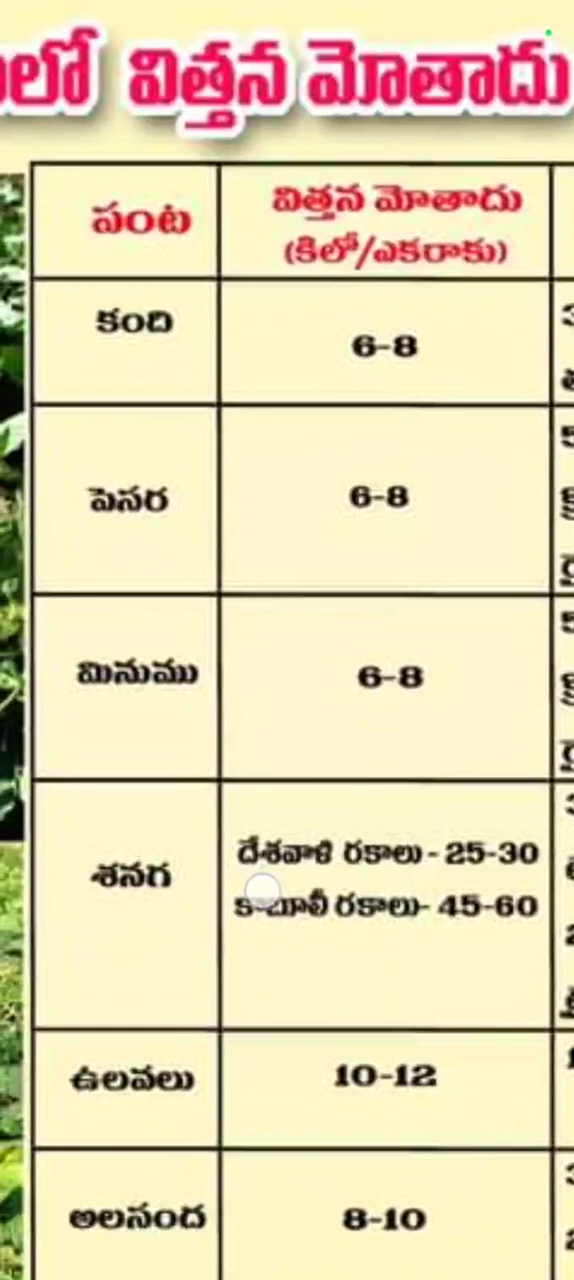 లో విత్తన మోతాదు
పంట
విత్తన మోతాదు
(కిలో/ఎకరాకు)
కంది
6-8
పెసర
6-8
మినుము
6-8
శనగ
దేశవాళి రకాలు - 25-30
కాబూలీ రకాలు- 45-60
ఉలవలు
10-12
అలసంద
8-10